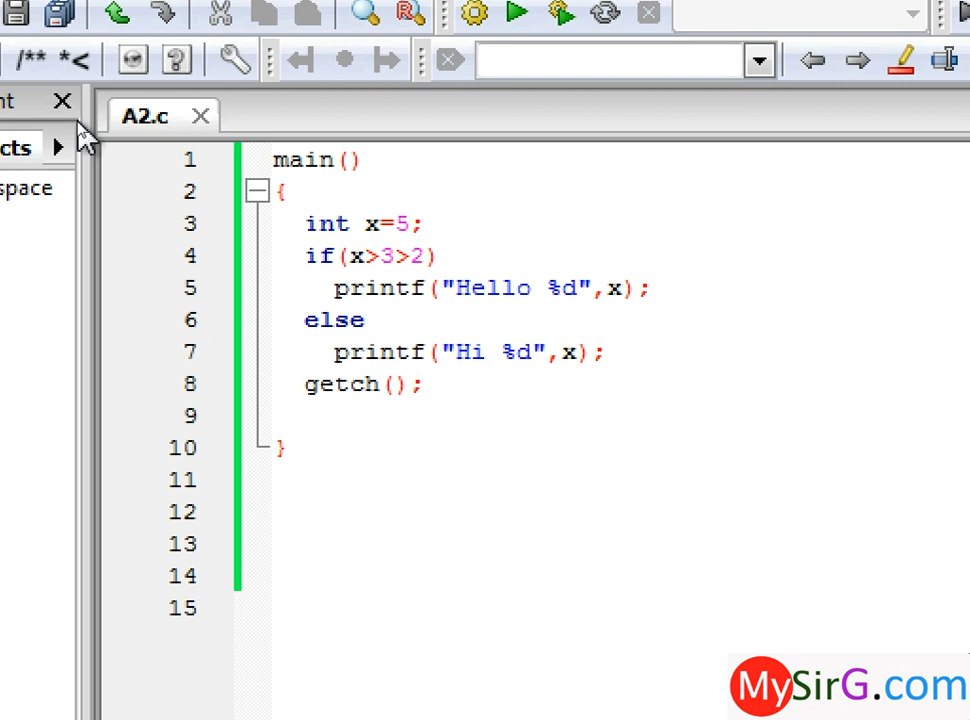 /** *<
nt
A2.c
cts
space
1 main()
2 {
3 int x=5;
4 if(x>3>2)
5 printf("Hello %d",x);
6 else
7 printf("Hi %d",x);
8 getch();
9
10 }
11
12
13
14
15
MySirG.com